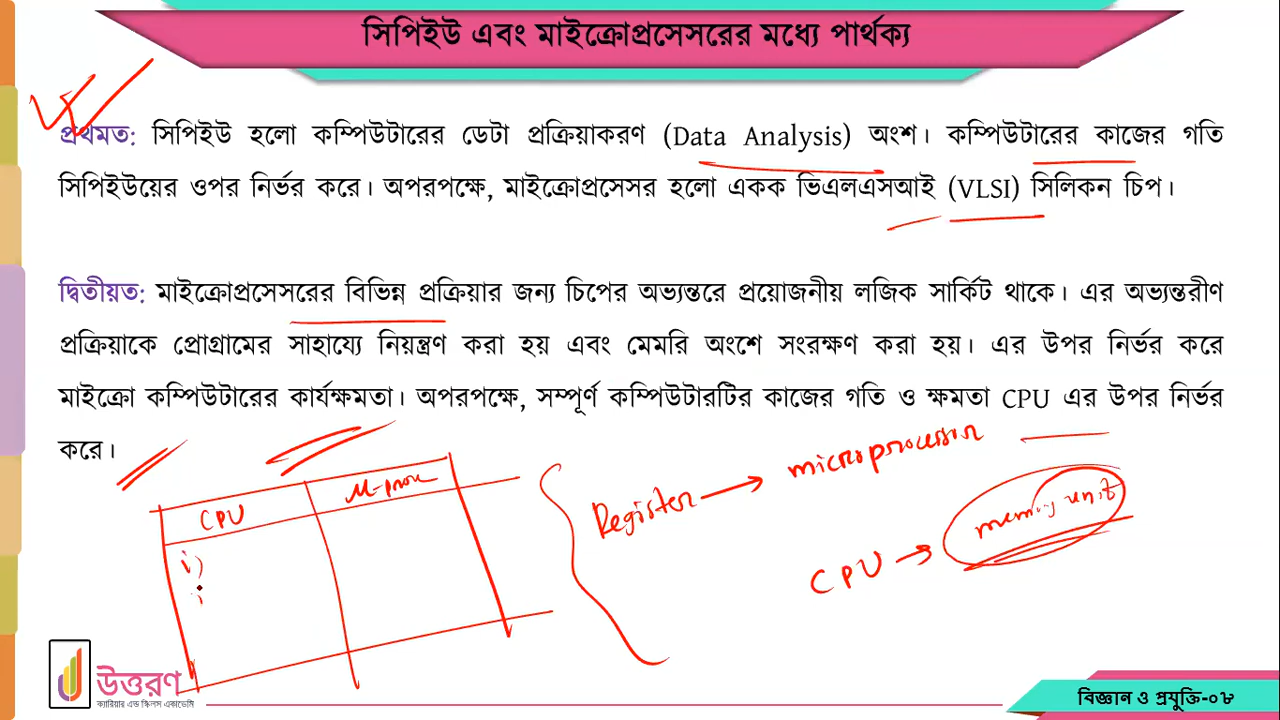 সিপিইউ এবং মাইক্রোপ্রসেসরের মধ্যে পার্থক্য
প্রথমত: সিপিইউ হলো কম্পিউটারের ডেটা প্রক্রিয়াকরণ (Data Analysis) অংশ। কম্পিউটারের কাজের গতি
সিপিইউয়ের ওপর নির্ভর করে। অপরপক্ষে, মাইক্রোপ্রসেসর হলো একক ভিএলএসআই (VLSI) সিলিকন চিপ।
দ্বিতীয়ত: মাইক্রোপ্রসেসরের বিভিন্ন প্রক্রিয়ার জন্য চিপের অভ্যন্তরে প্রয়োজনীয় লজিক সার্কিট থাকে। এর অভ্যন্তরীণ
প্রক্রিয়াকে প্রোগ্রামের সাহায্যে নিয়ন্ত্রণ করা হয় এবং মেমরি অংশে সংরক্ষণ করা হয়। এর উপর নির্ভর করে
মাইক্রো কম্পিউটারের কার্যক্ষমতা। অপরপক্ষে, সম্পূর্ণ কম্পিউটারটির কাজের গতি ও ক্ষমতা CPU এর উপর নির্ভর
করে।
CPU
i)
Register → microprocessor
CPU → memory unit
উত্তরণ
ক্যারিয়ার এন্ড স্কিলস একাডেমি
বিজ্ঞান ও প্রযুক্তি-০৮